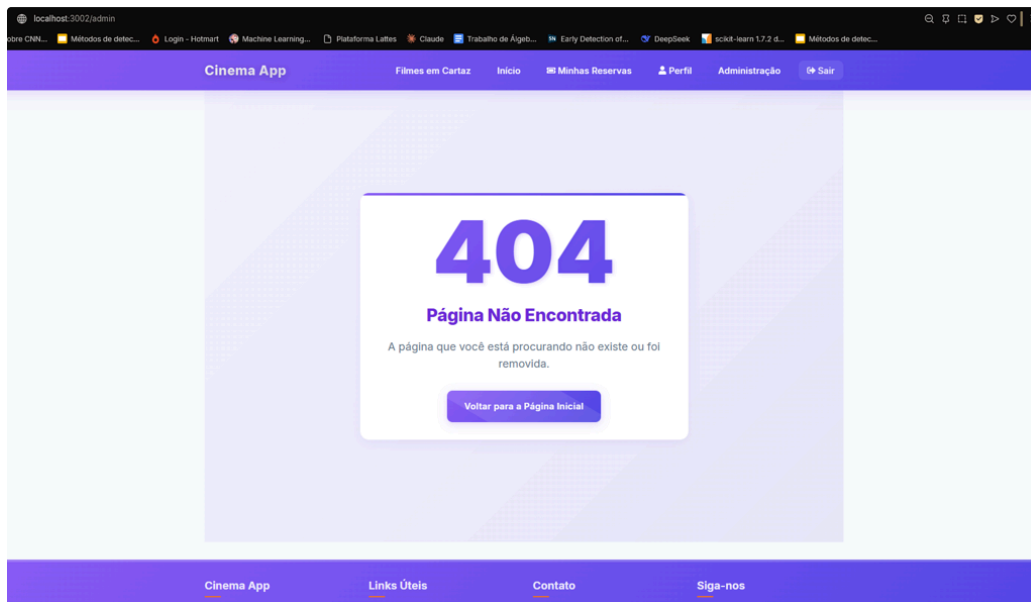 localhost:3002/admin
obre CNN... Métodos de detec... Login - Hotmart Machine Learning... Plataforma Lattes Claude Trabalho de Álgeb... Early Detection of... DeepSeek scikit-learn 1.7.2 d... Métodos de detec...
Cinema App Filmes em Cartaz Início Minhas Reservas Perfil Administração Sair
404
Página Não Encontrada
A página que você está procurando não existe ou foi
removida.
Voltar para a Página Inicial
Cinema App Links Úteis Contato Siga-nos